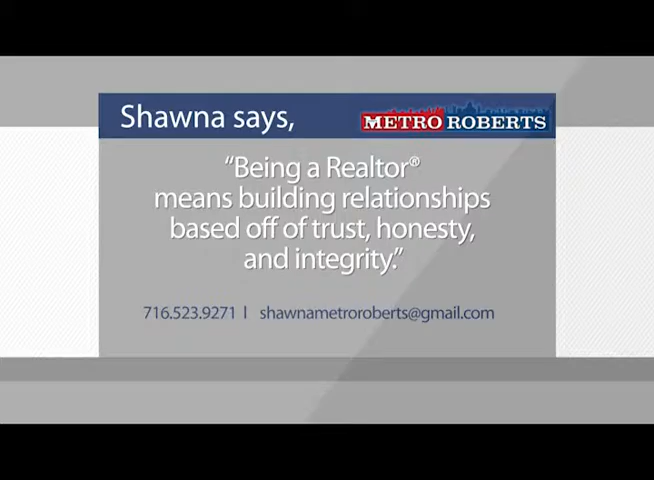 Shawna says,
METRO ROBERTS
“Being a Realtor®
means building relationships
based off of trust, honesty,
and integrity.”
716.523.9271 | shawnametroroberts@gmail.com